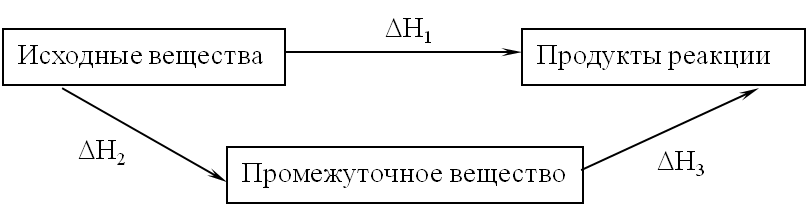 ΔH₁
Исходные вещества
Продукты реакции
ΔH₂
Промежуточное вещество
ΔH₃